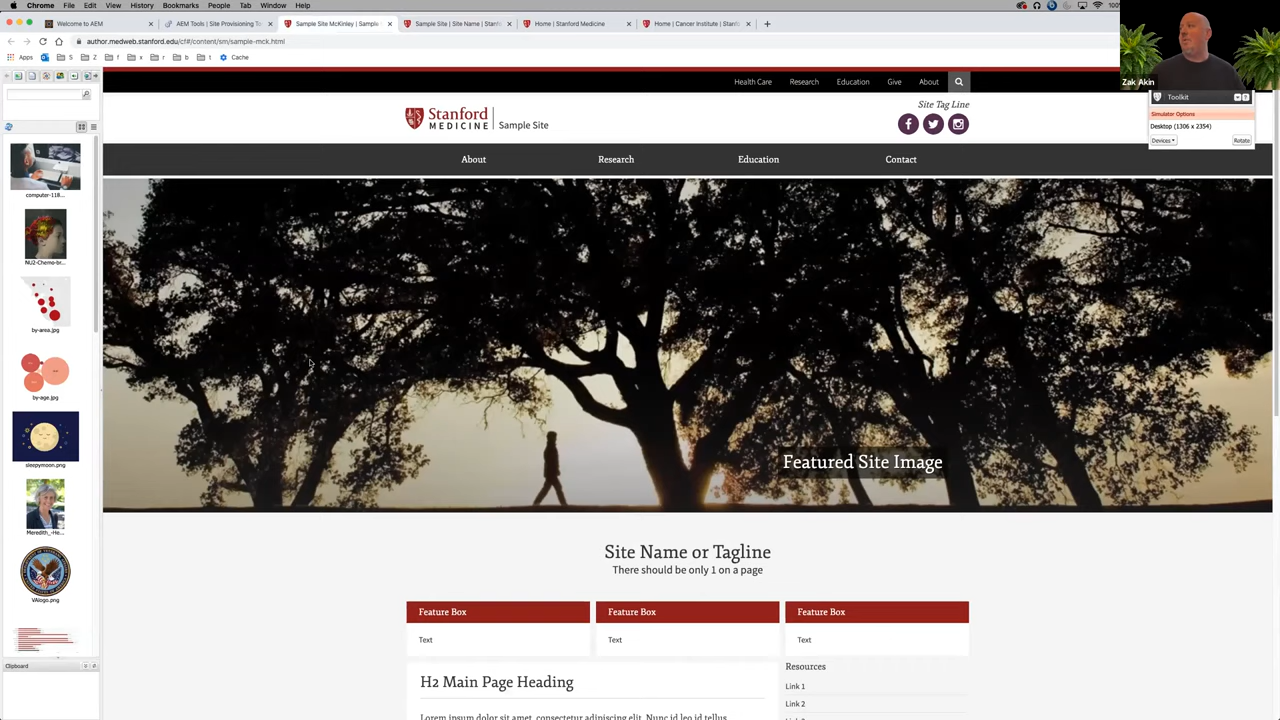 Chrome File Edit View History Bookmarks People Tab Window Help 100%
Welcome to AEM
AEM Tools | Site Provisioning To
Sample Site McKinley | Sample
Sample Site | Site Name | Stanf
Home | Stanford Medicine
Home | Cancer Institute | Stanf
author.medweb.stanford.edu/cf#/content/sm/sample-mck.html
Apps S Z f x r b t Cache
Zak Akin
Toolkit
Simulator Options
Desktop (1306 x 2354)
Devices
Rotate
Health Care Research Education Give About
Stanford
MEDICINE
Sample Site
Site Tag Line
About Research Education Contact
computer-118...
NU2-Chemo-br...
by-area.jpg
by-age.jpg
sleepymoon.png
Meredith_-He...
VAlogo.png
Clipboard
Featured Site Image
Site Name or Tagline
There should be only 1 on a page
Feature Box Feature Box Feature Box
Text Text Text
H2 Main Page Heading
Lorem ipsum dolor sit amet, consectetur adipiscing elit. Nunc id leo id tellus
Resources
Link 1
Link 2